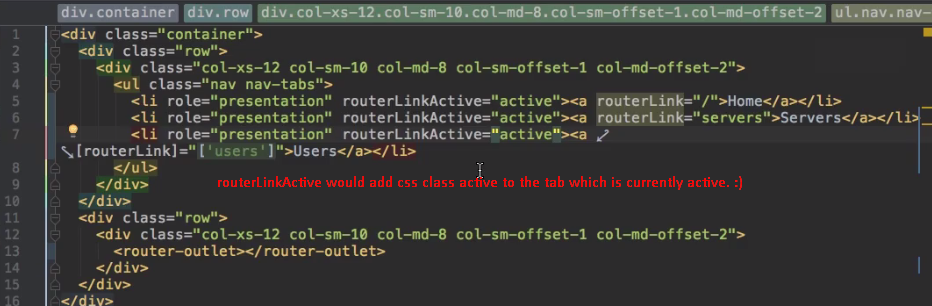 div.container div.row div.col-xs-12.col-sm-10.col-md-8.col-sm-offset-1.col-md-offset-2 ul.nav.nav-
1 <div class="container">
2 <div class="row">
3 <div class="col-xs-12 col-sm-10 col-md-8 col-sm-offset-1 col-md-offset-2">
4 <ul class="nav nav-tabs">
5 <li role="presentation" routerLinkActive="active"><a routerLink="/">Home</a></li>
6 <li role="presentation" routerLinkActive="active"><a routerLink="servers">Servers</a></li>
7 <li role="presentation" routerLinkActive="active"><a
[routerLink]="['users']">Users</a></li>
8 </ul>
routerLinkActive would add css class active to the tab which is currently active. :)
9 </div>
10 </div>
11 <div class="row">
12 <div class="col-xs-12 col-sm-10 col-md-8 col-sm-offset-1 col-md-offset-2">
13 <router-outlet></router-outlet>
14 </div>
15 </div>
16 </div>